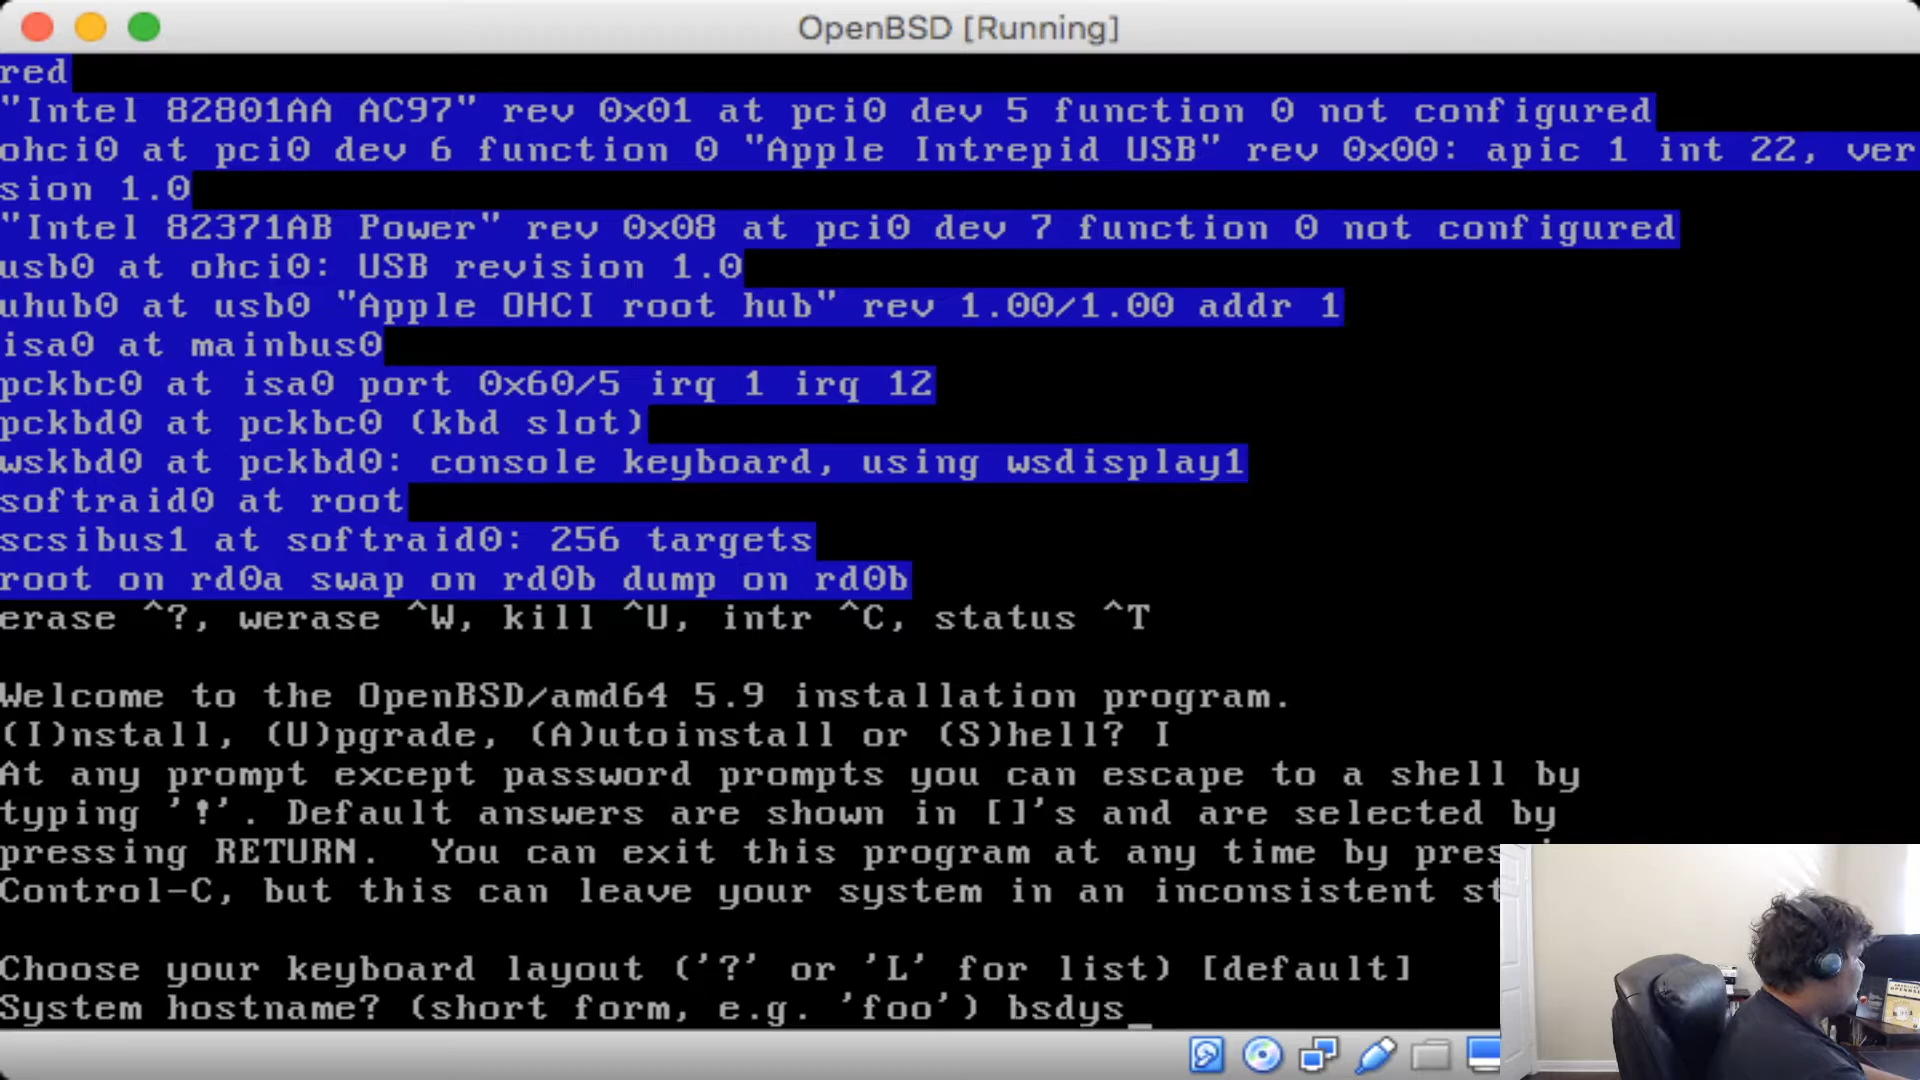 OpenBSD [Running]
red
"Intel 82801AA AC97" rev 0x01 at pci0 dev 5 function 0 not configured
ohci0 at pci0 dev 6 function 0 "Apple Intrepid USB" rev 0x00: apic 1 int 22, ver
sion 1.0
"Intel 82371AB Power" rev 0x08 at pci0 dev 7 function 0 not configured
usb0 at ohci0: USB revision 1.0
uhub0 at usb0 "Apple OHCI root hub" rev 1.00/1.00 addr 1
isa0 at mainbus0
pckbc0 at isa0 port 0x60/5 irq 1 irq 12
pckbd0 at pckbc0 (kbd slot)
wskbd0 at pckbd0: console keyboard, using wsdisplay1
softraid0 at root
scsibus1 at softraid0: 256 targets
root on rd0a swap on rd0b dump on rd0b
erase ^?, werase ^W, kill ^U, intr ^C, status ^T
Welcome to the OpenBSD/amd64 5.9 installation program.
(I)nstall, (U)pgrade, (A)utoinstall or (S)hell? I
At any prompt except password prompts you can escape to a shell by
typing '!'. Default answers are shown in []'s and are selected by
pressing RETURN.  You can exit this program at any time by pres
Control-C, but this can leave your system in an inconsistent st
Choose your keyboard layout ('?' or 'L' for list) [default]
System hostname? (short form, e.g. 'foo') bsdys_